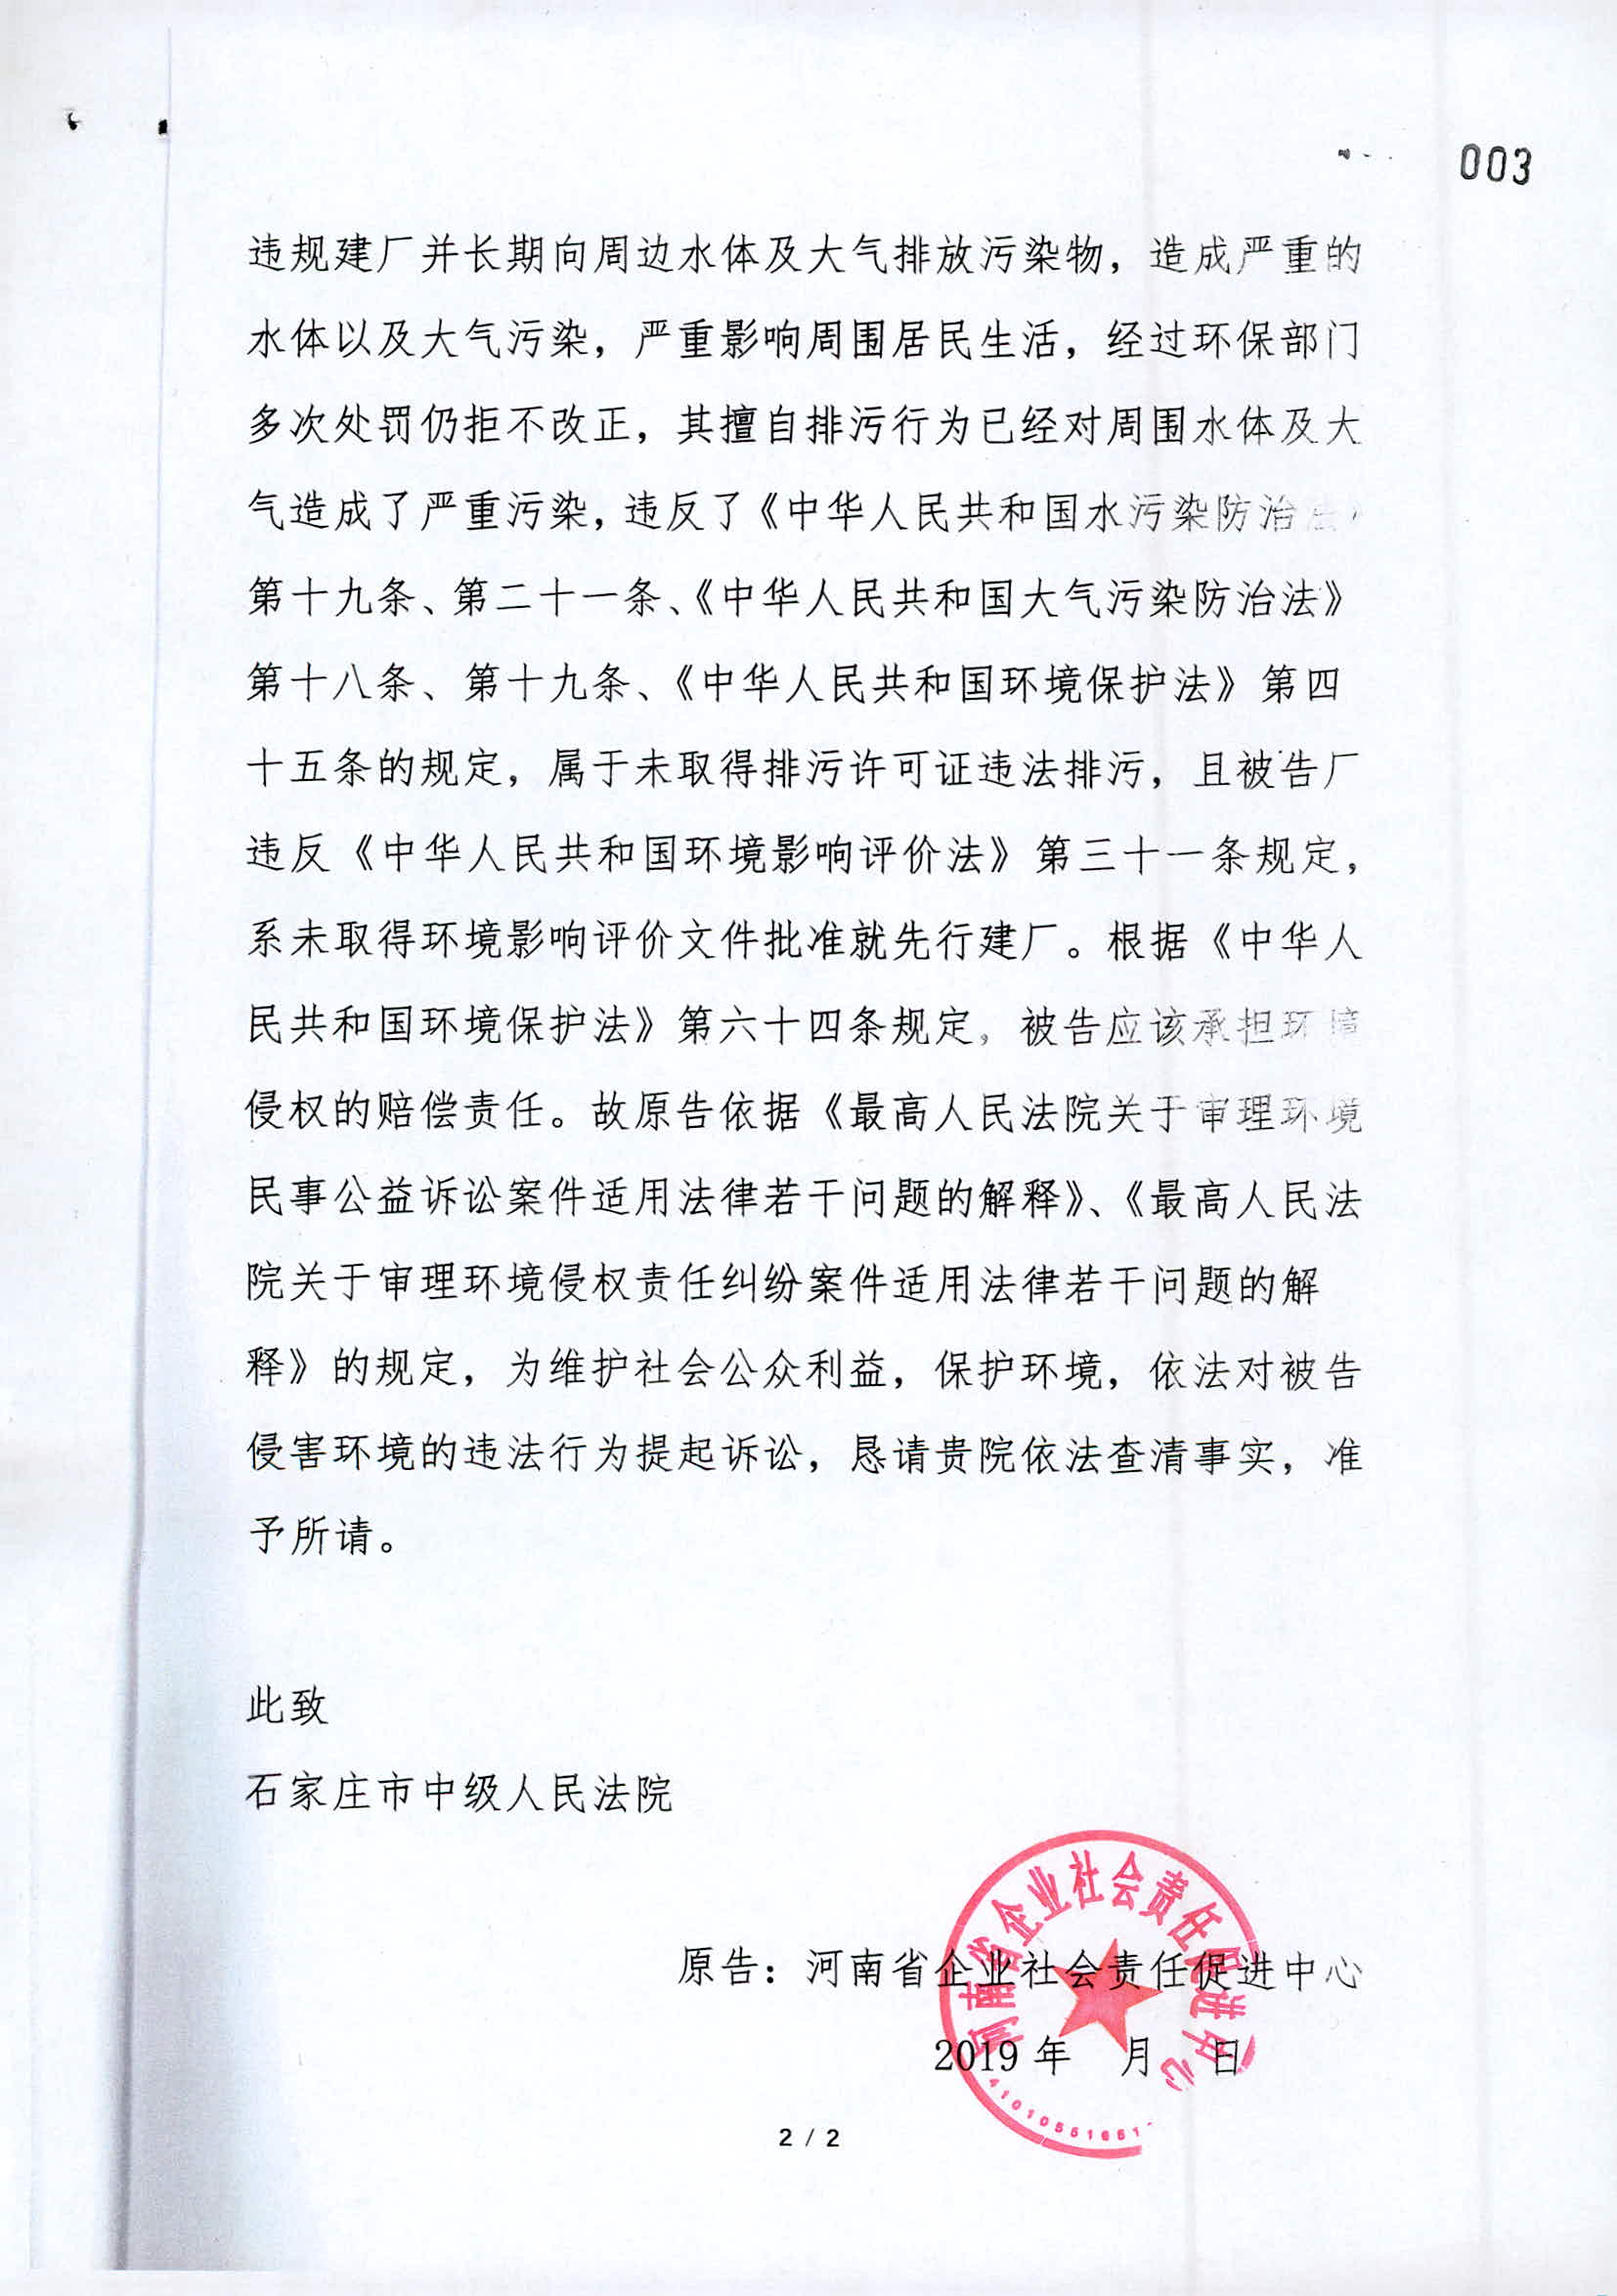 003
违规建厂并长期向周边水体及大气排放污染物，造成严重的
水体以及大气污染，严重影响周围居民生活，经过环保部门
多次处罚仍拒不改正，其擅自排污行为已经对周围水体及大
气造成了严重污染，违反了《中华人民共和国水污染防治法》
第十九条、第二十一条、《中华人民共和国大气污染防治法》
第十八条、第十九条、《中华人民共和国环境保护法》第四
十五条的规定，属于未取得排污许可证违法排污，且被告厂
违反《中华人民共和国环境影响评价法》第三十一条规定，
系未取得环境影响评价文件批准就先行建厂。根据《中华人
民共和国环境保护法》第六十四条规定，被告应该承担环境
侵权的赔偿责任。故原告依据《最高人民法院关于审理环境
民事公益诉讼案件适用法律若干问题的解释》、《最高人民法
院关于审理环境侵权责任纠纷案件适用法律若干问题的解
释》的规定，为维护社会公众利益，保护环境，依法对被告
侵害环境的违法行为提起诉讼，恳请贵院依法查清事实，准
予所请。
此致
石家庄市中级人民法院
河南省企业社会责任促进中心
原告：河南省企业社会责任促进中心
2019 年 月 日
2 / 2